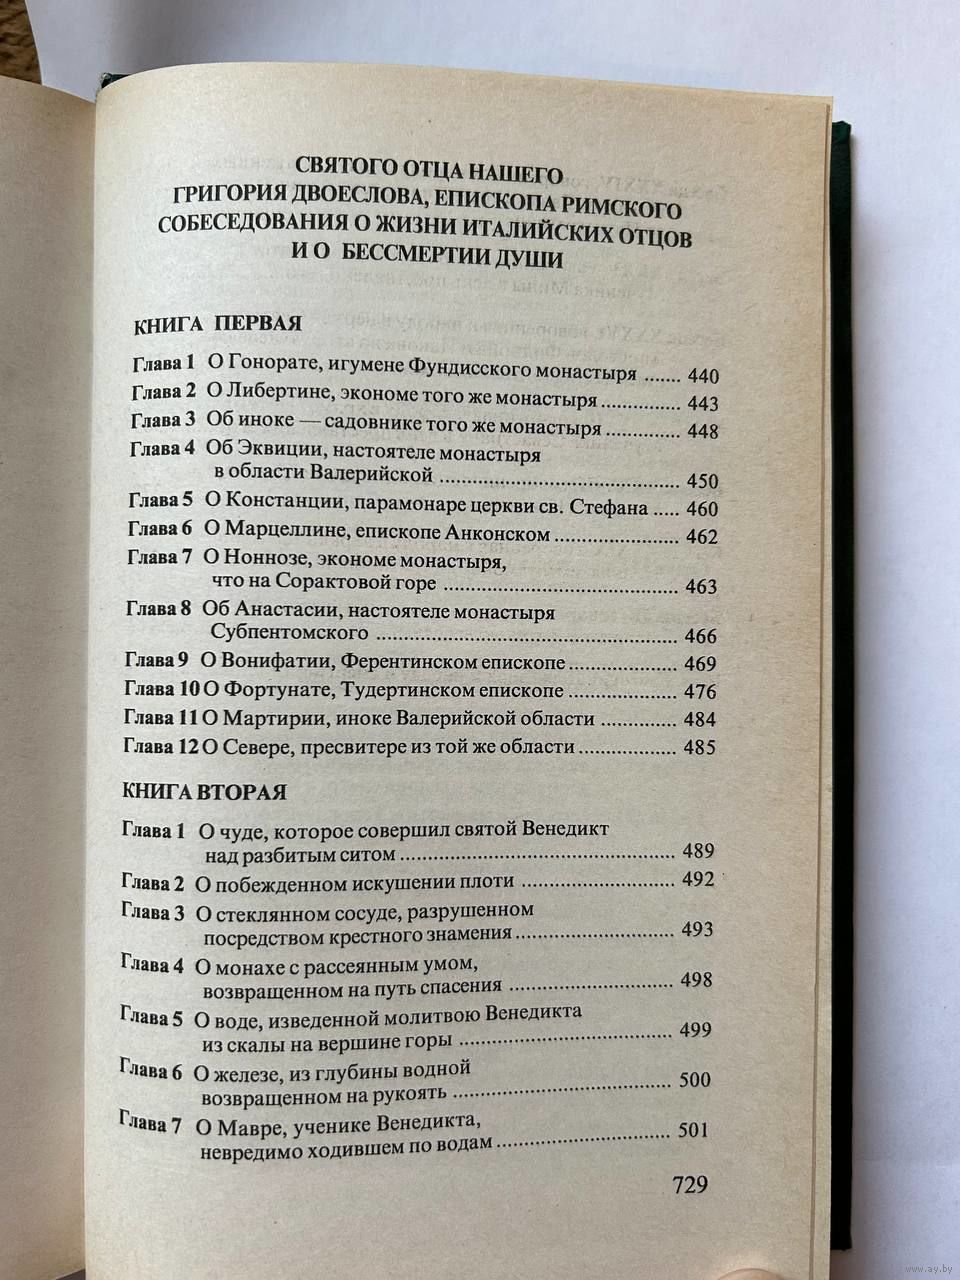 СВЯТОГО ОТЦА НАШЕГО
ГРИГОРИЯ ДВОЕСЛОВА, ЕПИСКОПА РИМСКОГО
СОБЕСЕДОВАНИЯ О ЖИЗНИ ИТАЛИЙСКИХ ОТЦОВ
И О БЕССМЕРТИИ ДУШИ
КНИГА ПЕРВАЯ
Глава 1 О Гонорате, игумене Фундисского монастыря ...... 440
Глава 2 О Либертине, экономе того же монастыря .............. 443
Глава 3 Об иноке — садовнике того же монастыря ............. 448
Глава 4 Об Эквиции, настоятеле монастыря
в области Валерийской .......................................... 450
Глава 5 О Констанции, парамонаре церкви св. Стефана ..... 460
Глава 6 О Марцеллине, епископе Анконском ..................... 462
Глава 7 О Ноннозе, экономе монастыря,
что на Сорактовой горе ......................................... 463
Глава 8 Об Анастасии, настоятеле монастыря
Субпентомского ..................................................... 466
Глава 9 О Вонифатии, Ферентинском епископе .................. 469
Глава 10 О Фортунате, Тудертинском епископе .................. 476
Глава 11 О Мартирии, иноке Валерийской области ............. 484
Глава 12 О Севере, пресвитере из той же области ................ 485
КНИГА ВТОРАЯ
Глава 1 О чуде, которое совершил святой Венедикт
над разбитым ситом ............................................... 489
Глава 2 О побежденном искушении плоти .......................... 492
Глава 3 О стеклянном сосуде, разрушенном
посредством крестного знамения ........................... 493
Глава 4 О монахе с рассеянным умом,
возвращенном на путь спасения ............................ 498
Глава 5 О воде, изведенной молитвою Венедикта
из скалы на вершине горы ..................................... 499
Глава 6 О железе, из глубины водной
возвращенном на рукоять ...................................... 500
Глава 7 О Мавре, ученике Венедикта,
невредимо ходившем по водам .............................. 501
729
www.ay.by